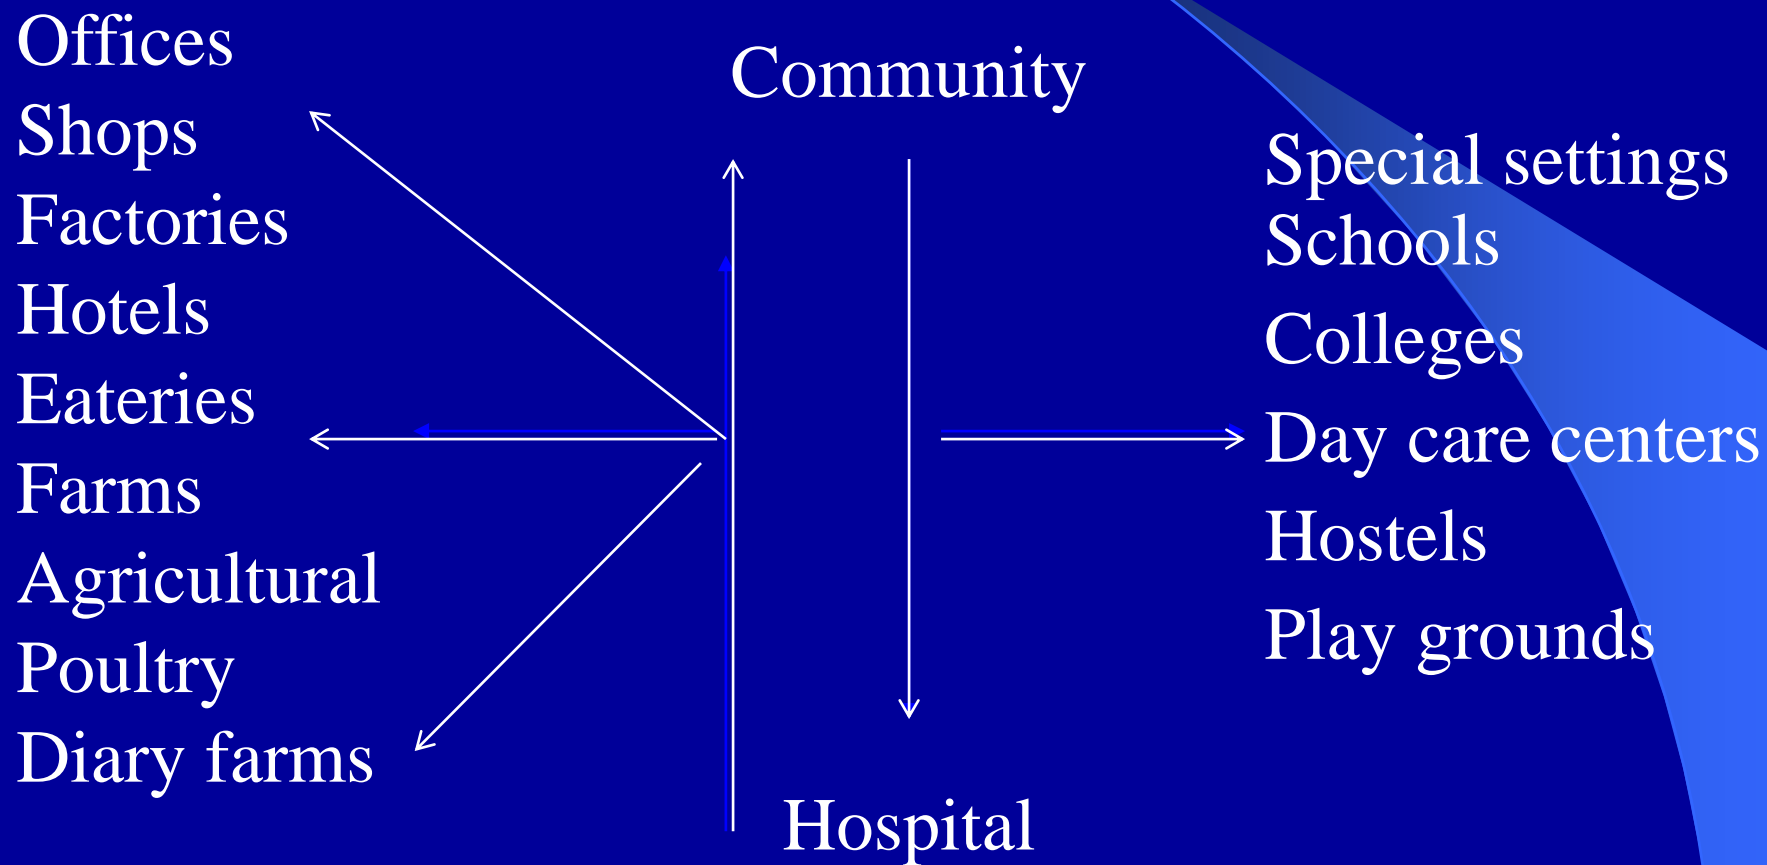 Offices
Shops
Factories
Hotels
Eateries
Farms
Agricultural
Poultry
Diary farms
Community
Hospital
Special settings
Schools
Colleges
Day care centers
Hostels
Play grounds